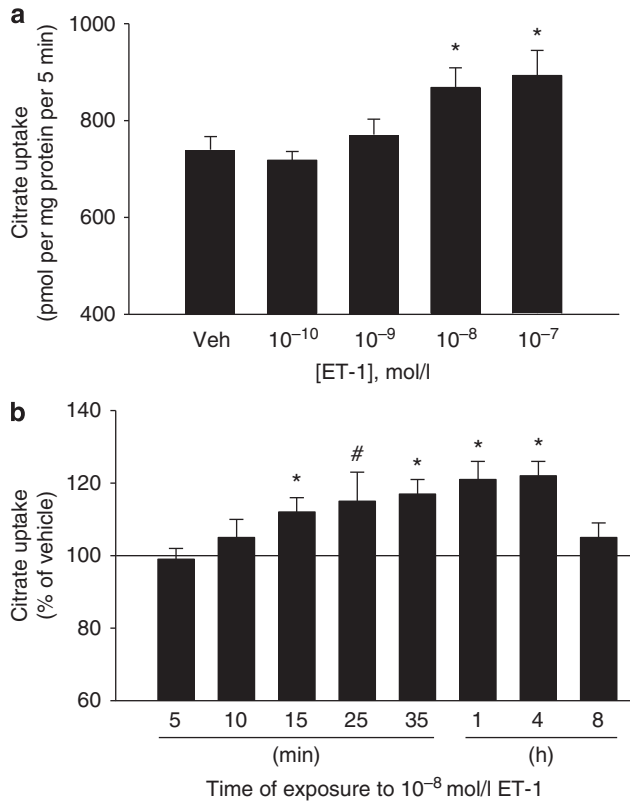 a
Citrate uptake
(pmol per mg protein per 5 min)
1000
800
600
400
* *
Veh 10⁻¹⁰ 10⁻⁹ 10⁻⁸ 10⁻⁷
[ET-1], mol/l
b
Citrate uptake
(% of vehicle)
140
120
100
80
60
* # * * *
5 10 15 25 35 1 4 8
(min) (h)
Time of exposure to 10⁻⁸ mol/l ET-1